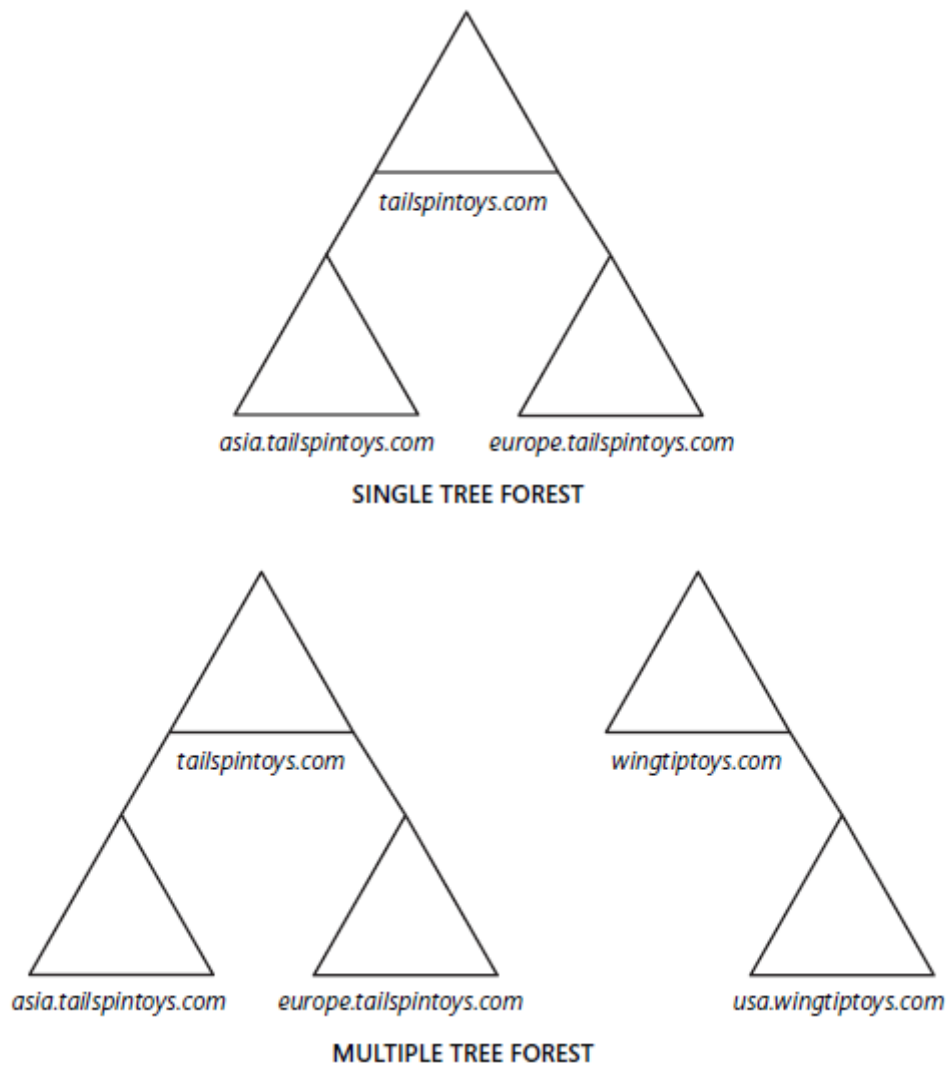 tailspintoys.com
asia.tailspintoys.com europe.tailspintoys.com
SINGLE TREE FOREST
tailspintoys.com wingtiptoys.com
asia.tailspintoys.com europe.tailspintoys.com usa.wingtiptoys.com
MULTIPLE TREE FOREST